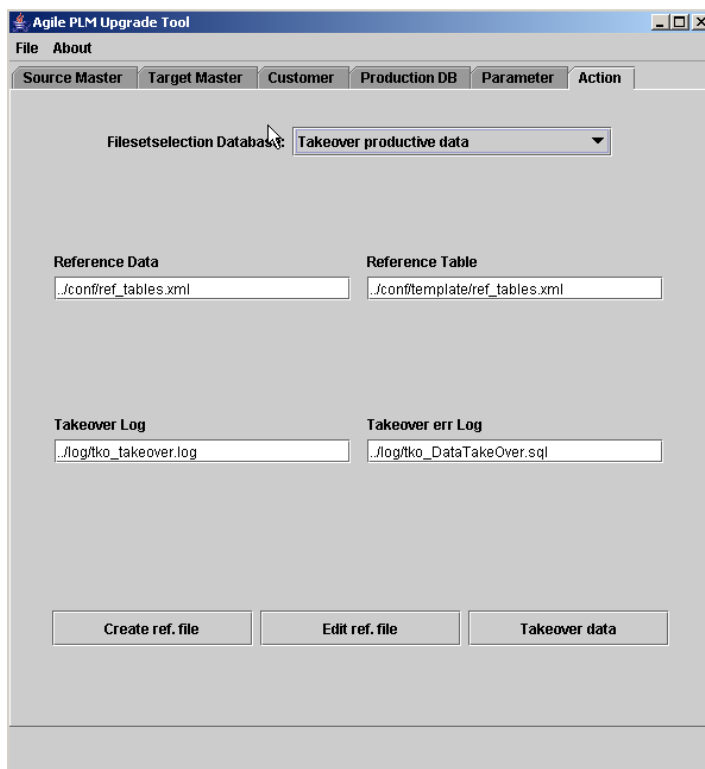 Agile PLM Upgrade Tool
File About
Source Master Target Master Customer Production DB Parameter Action
Filesetselection Database: Takeover productive data
Reference Data Reference Table
../conf/ref_tables.xml ../conf/template/ref_tables.xml
Takeover Log Takeover err Log
../log/tko_takeover.log ../log/tko_DataTakeOver.sql
Create ref. file Edit ref. file Takeover data